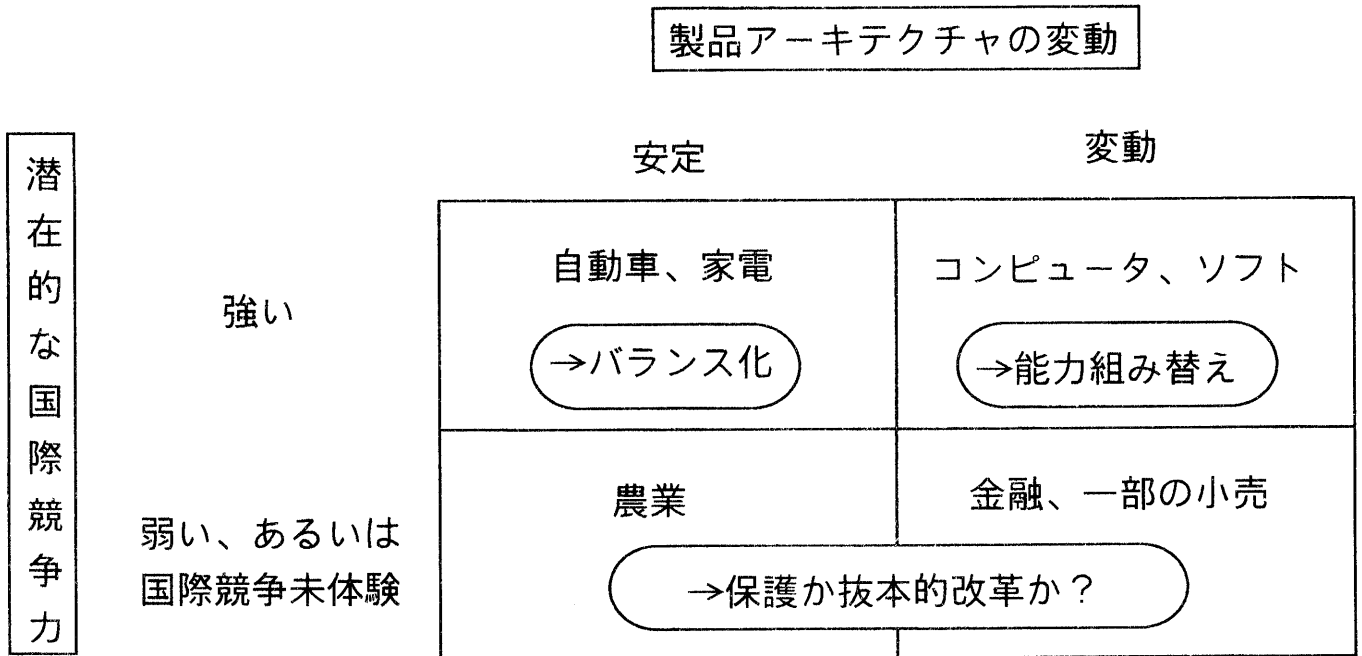 製品アーキテクチャの変動
安定
変動
潜在的な国際競争力
強い
自動車、家電
コンピュータ、ソフト
→バランス化
→能力組み替え
弱い、あるいは
国際競争未体験
農業
金融、一部の小売
→保護か抜本的改革か？